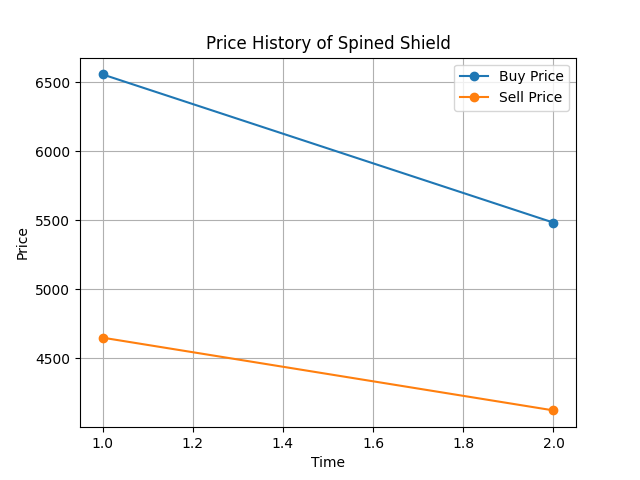 Price History of Spined Shield
Buy Price
Sell Price
6500
6000
5500
5000
4500
Price
1.0 1.2 1.4 1.6 1.8 2.0
Time